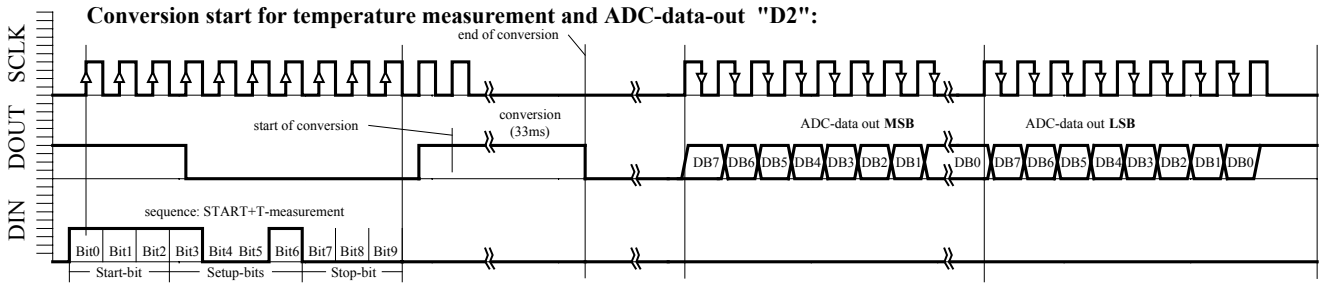 Conversion start for temperature measurement and ADC-data-out "D2":
end of conversion
SCLK
DOUT
start of conversion
conversion
(33ms)
ADC-data out MSB
ADC-data out LSB
DB7 DB6 DB5 DB4 DB3 DB2 DB1 DB0 DB7 DB6 DB5 DB4 DB3 DB2 DB1 DB0
DIN
sequence: START+T-measurement
Bit0 Bit1 Bit2 Bit3 Bit4 Bit5 Bit6 Bit7 Bit8 Bit9
Start-bit Setup-bits Stop-bit